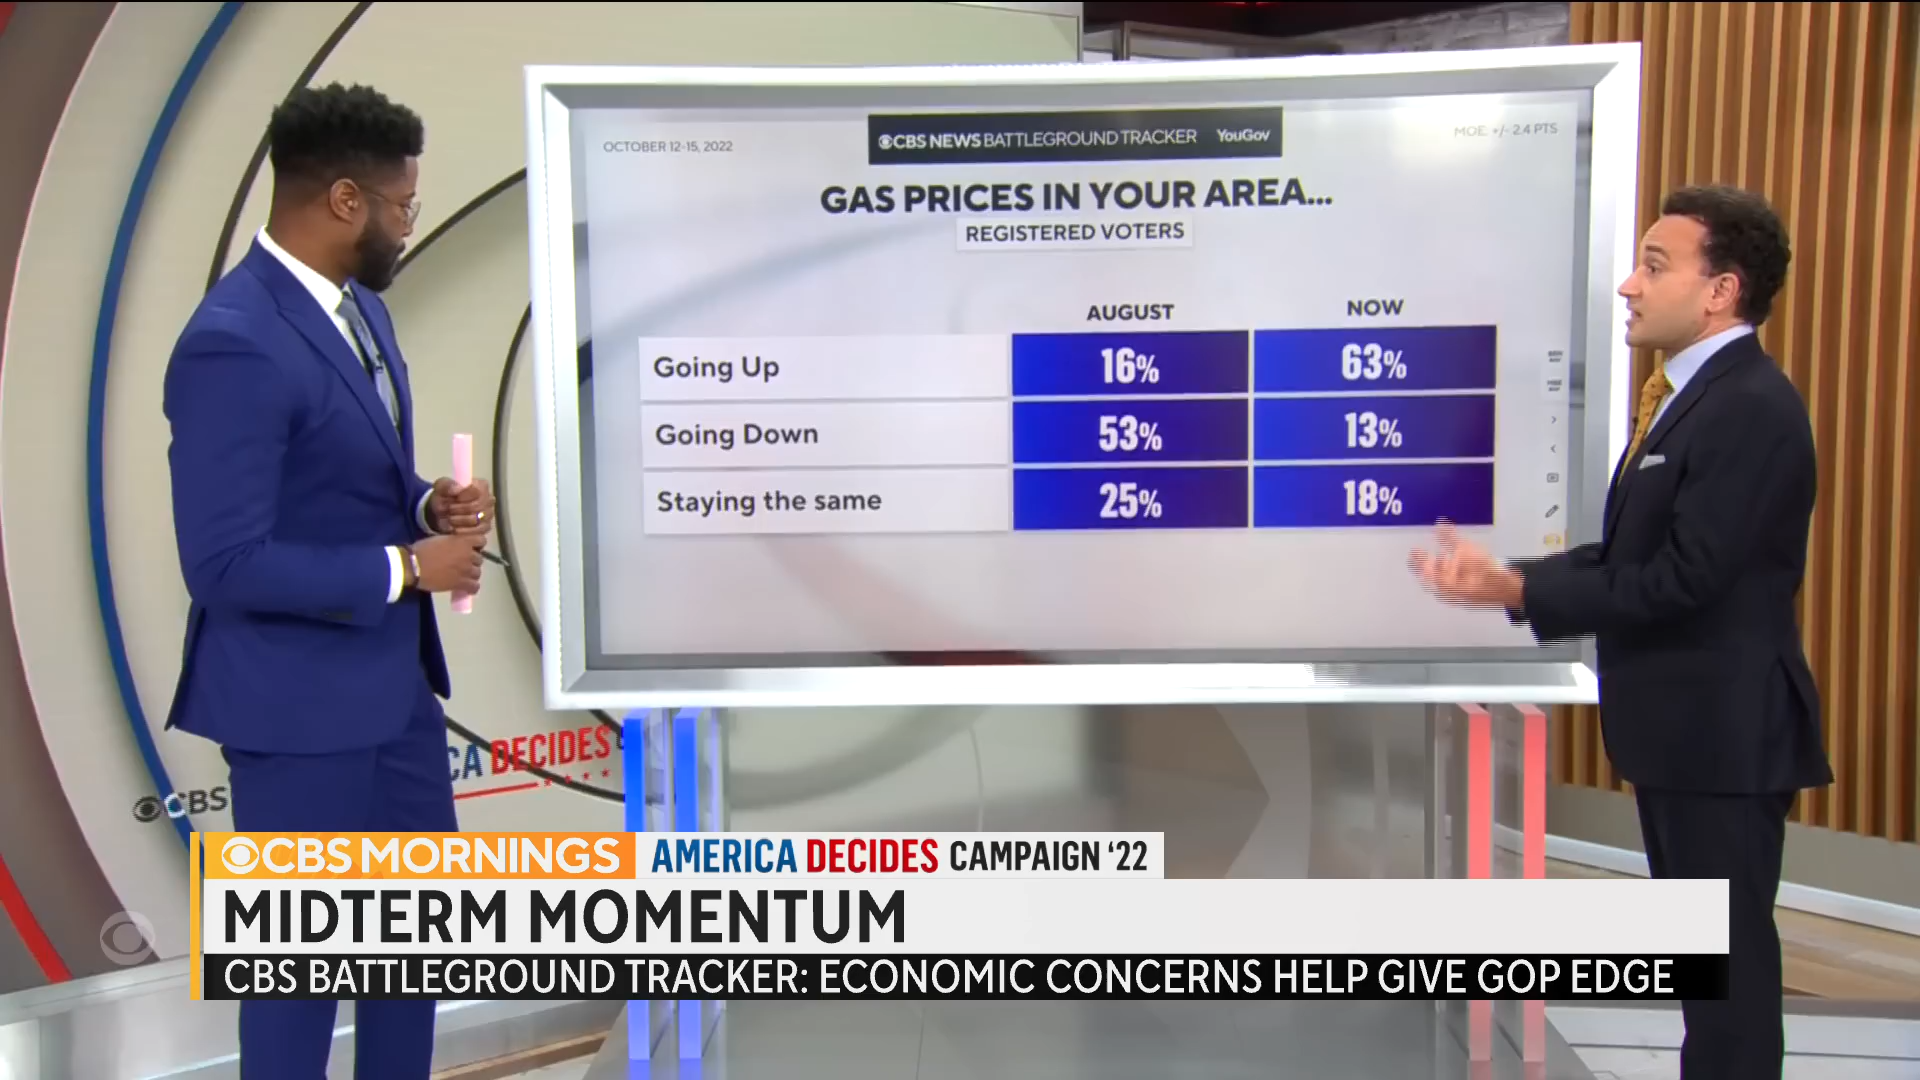 OCTOBER 12-15, 2022
CBS NEWS BATTLEGROUND TRACKER YouGov
MOE +/- 2.4 PTS
GAS PRICES IN YOUR AREA...
REGISTERED VOTERS
AUGUST NOW
Going Up 16% 63%
Going Down 53% 13%
Staying the same 25% 18%
CA DECIDES
CBS
CBS MORNINGS AMERICA DECIDES CAMPAIGN '22
MIDTERM MOMENTUM
CBS BATTLEGROUND TRACKER: ECONOMIC CONCERNS HELP GIVE GOP EDGE